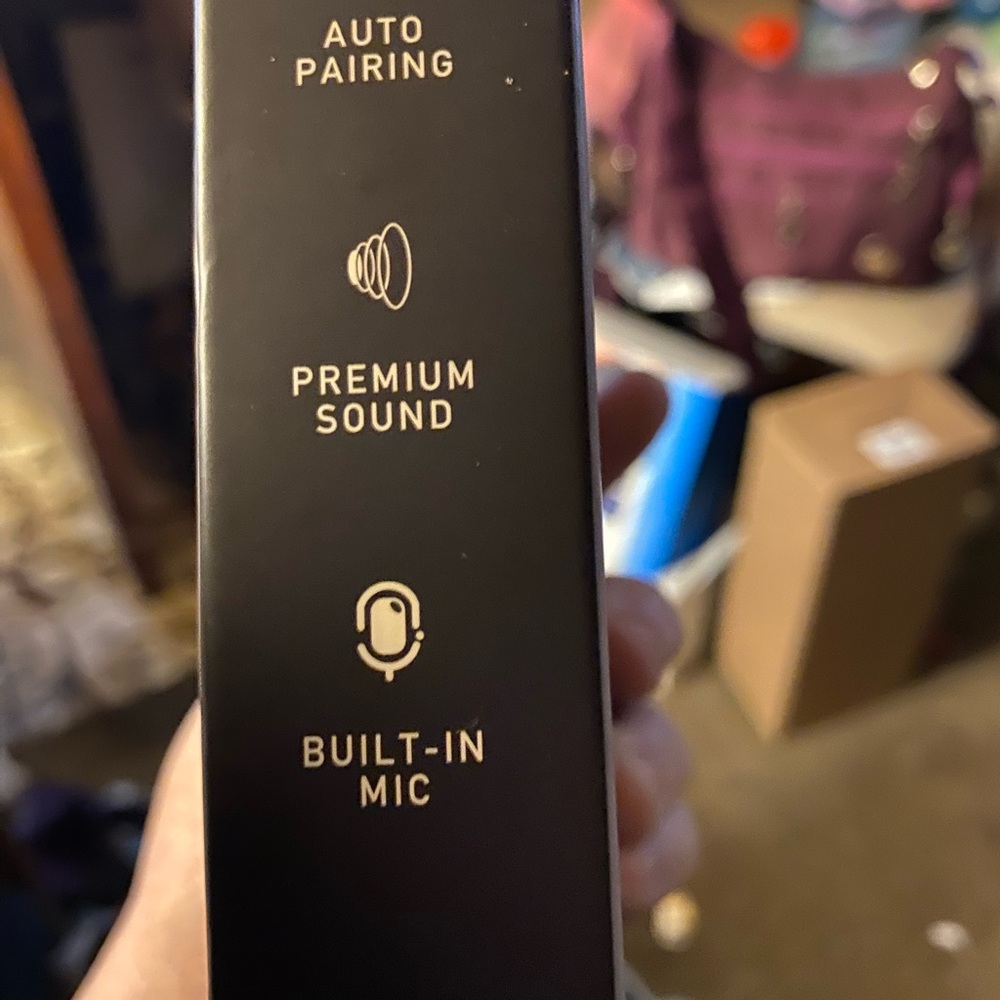 AUTO
PAIRING
PREMIUM
SOUND
BUILT-IN
MIC